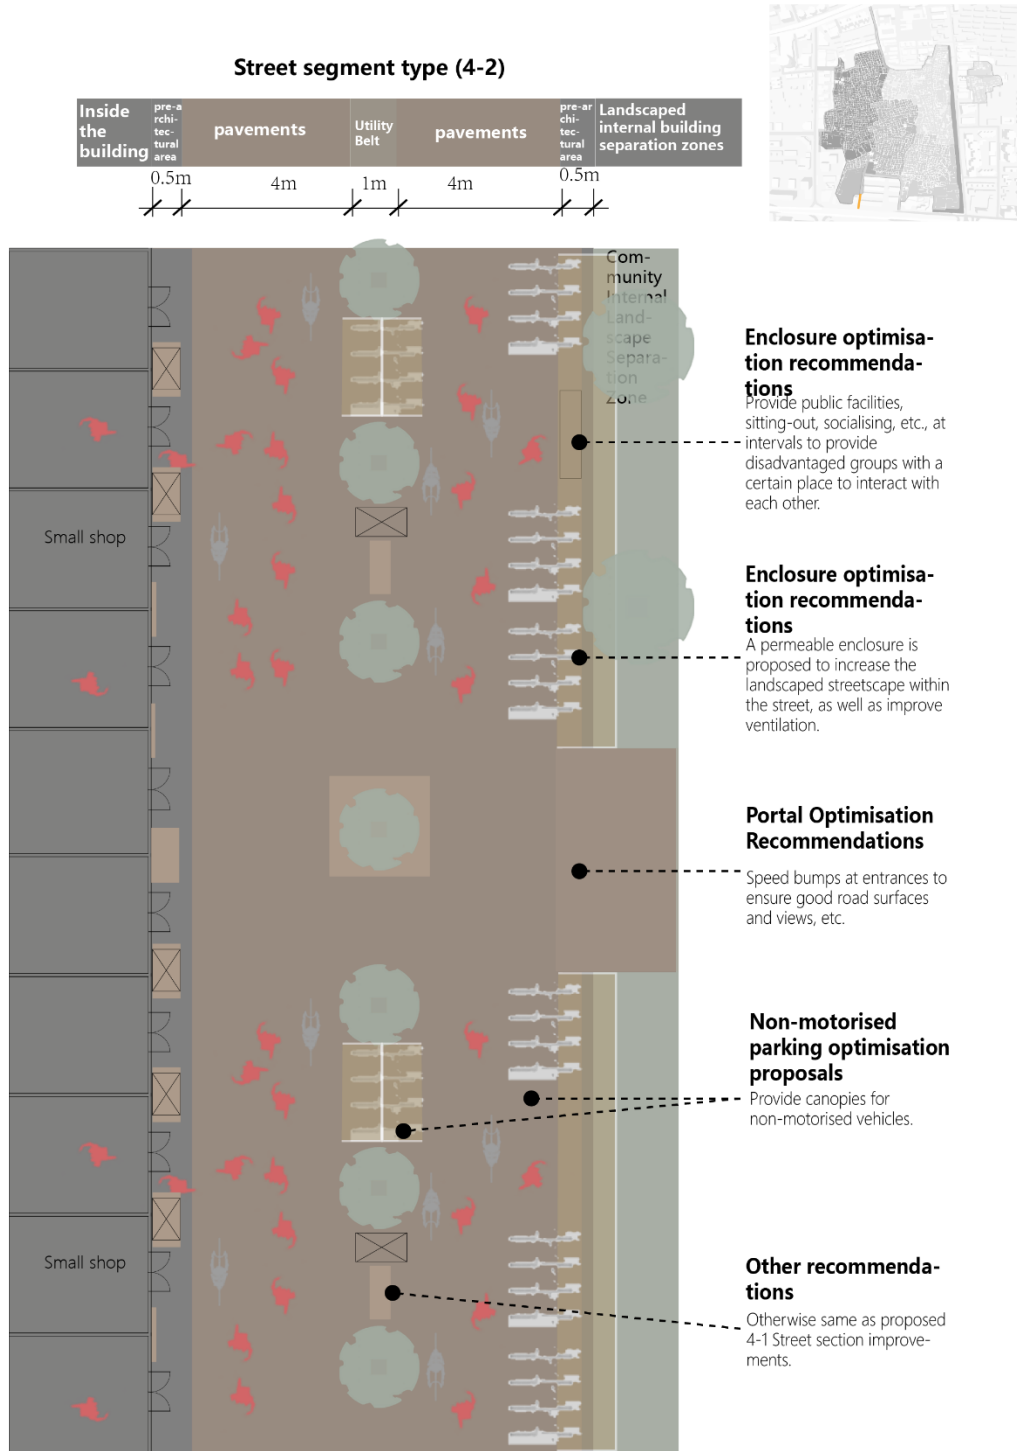 Street segment type (4-2)
Inside
the
building
pre-a
rchi-
tec-
tural
area
pavements
Utility
Belt
pavements
pre-ar
chi-
tec-
tural
area
Landscaped
internal building
separation zones
0.5m
4m
1m
4m
0.5m
Com-
munity
Internal
Land-
scape
Separa-
tion
Zone
Small shop
Small shop
Enclosure optimisa-
tion recommenda-
tions
Provide public facilities,
sitting-out, socialising, etc., at
intervals to provide
disadvantaged groups with a
certain place to interact with
each other.
Enclosure optimisa-
tion recommenda-
tions
A permeable enclosure is
proposed to increase the
landscaped streetscape within
the street, as well as improve
ventilation.
Portal Optimisation
Recommendations
Speed bumps at entrances to
ensure good road surfaces
and views, etc.
Non-motorised
parking optimisation
proposals
Provide canopies for
non-motorised vehicles.
Other recommenda-
tions
Otherwise same as proposed
4-1 Street section improve-
ments.